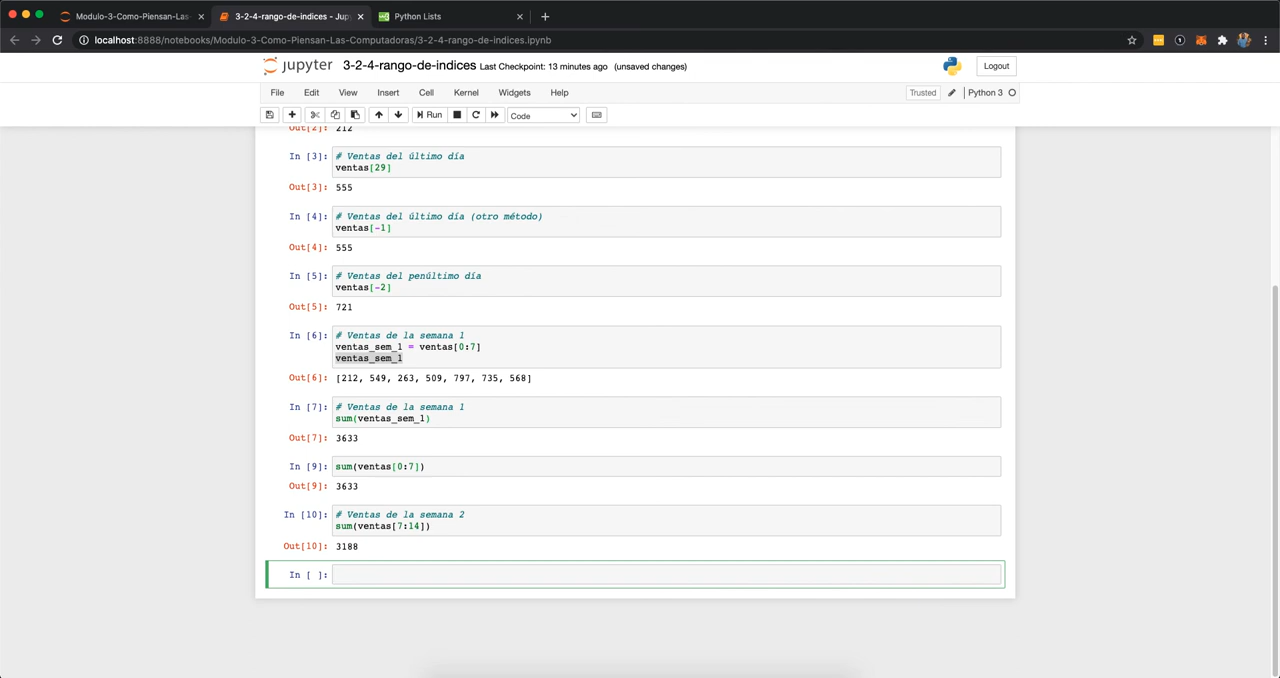 Modulo-3-Como-Piensan-Las-
3-2-4-rango-de-indices - Jup
Python Lists
localhost:8888/notebooks/Modulo-3-Como-Piensan-Las-Computadoras/3-2-4-rango-de-indices.ipynb
jupyter 3-2-4-rango-de-indices Last Checkpoint: 13 minutes ago (unsaved changes)
Logout
File Edit View Insert Cell Kernel Widgets Help
Trusted Python 3
Run Code
Out[2]: 212
In [3]: # Ventas del último día
ventas[29]
Out[3]: 555
In [4]: # Ventas del último día (otro método)
ventas[-1]
Out[4]: 555
In [5]: # Ventas del penúltimo día
ventas[-2]
Out[5]: 721
In [6]: # Ventas de la semana 1
ventas_sem_1 = ventas[0:7]
ventas_sem_1
Out[6]: [212, 549, 263, 509, 797, 735, 568]
In [7]: # Ventas de la semana 1
sum(ventas_sem_1)
Out[7]: 3633
In [9]: sum(ventas[0:7])
Out[9]: 3633
In [10]: # Ventas de la semana 2
sum(ventas[7:14])
Out[10]: 3188
In [ ]: